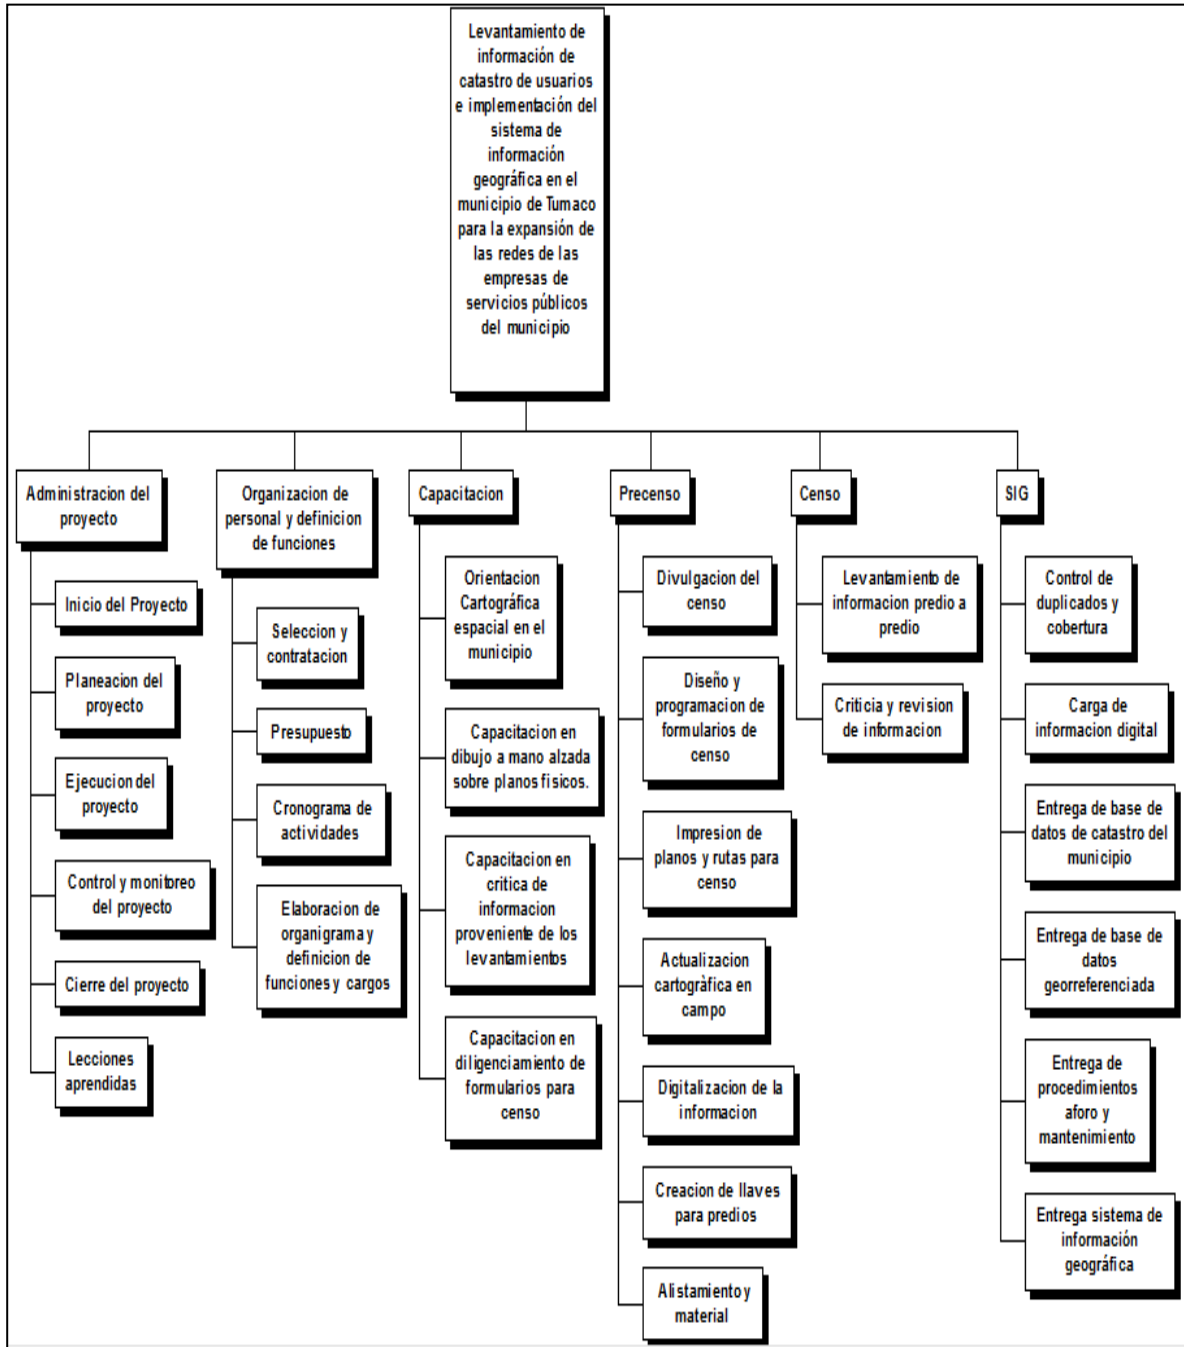 Levantamiento de
información de
catastro de usuarios
e implementación del
sistema de
información
geográfica en el
municipio de Tumaco
para la expansión de
las redes de las
empresas de
servicios públicos
del municipio
Administracion del
proyecto
Inicio del Proyecto
Planeacion del
proyecto
Ejecucion del
proyecto
Control y monitoreo
del proyecto
Cierre del proyecto
Lecciones
aprendidas
Organizacion de
personal y definicion
de funciones
Seleccion y
contratacion
Presupuesto
Cronograma de
actividades
Elaboracion de
organigrama y
definicion de
funciones y cargos
Capacitacion
Orientacion
Cartográfica
espacial en el
municipio
Capacitacion en
dibujo a mano alzada
sobre planos fisicos.
Capacitacion en
critica de
informacion
proveniente de los
levantamientos
Capacitacion en
diligenciamiento de
formularios para
censo
Precenso
Divulgacion del
censo
Diseño y
programacion de
formularios de
censo
Impresion de
planos y rutas para
censo
Actualizacion
cartogràfica en
campo
Digitalizacion de la
informacion
Creacion de llaves
para predios
Alistamiento y
material
Censo
Levantamiento de
informacion predio a
predio
Criticia y revision
de informacion
SIG
Control de
duplicados y
cobertura
Carga de
informacion digital
Entrega de base de
datos de catastro del
municipio
Entrega de base de
datos
georreferenciada
Entrega de
procedimientos
aforo y
mantenimiento
Entrega sistema de
información
geográfica